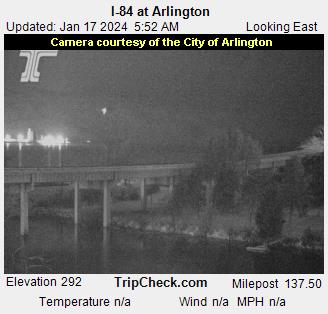 I-84 at Arlington
Updated: Jan 17 2024 5:52 AM Looking East
Camera courtesy of the City of Arlington
Elevation 292 TripCheck.com Milepost 137.50
Temperature n/a Wind n/a MPH n/a